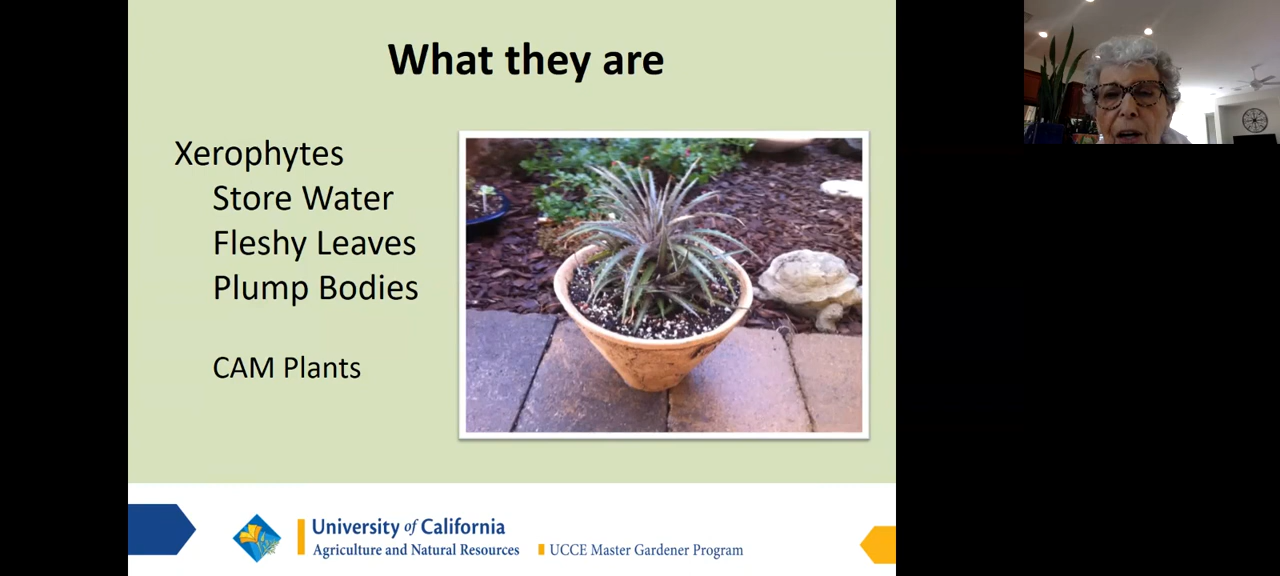 What they are
Xerophytes
Store Water
Fleshy Leaves
Plump Bodies
CAM Plants
University of California
Agriculture and Natural Resources
UCCE Master Gardener Program